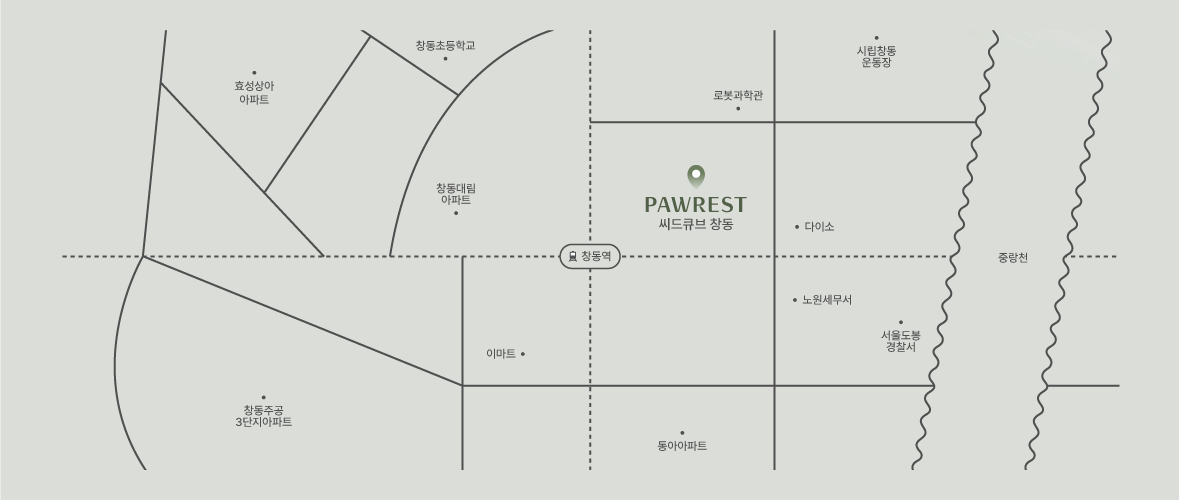 창동초등학교
시립창동
운동장
효성상아
아파트
로봇과학관
창동대림
아파트
PAWREST
씨드큐브 창동
다이소
창동역
중랑천
노원세무서
서울도봉
경찰서
이마트
창동주공
3단지아파트
동아아파트